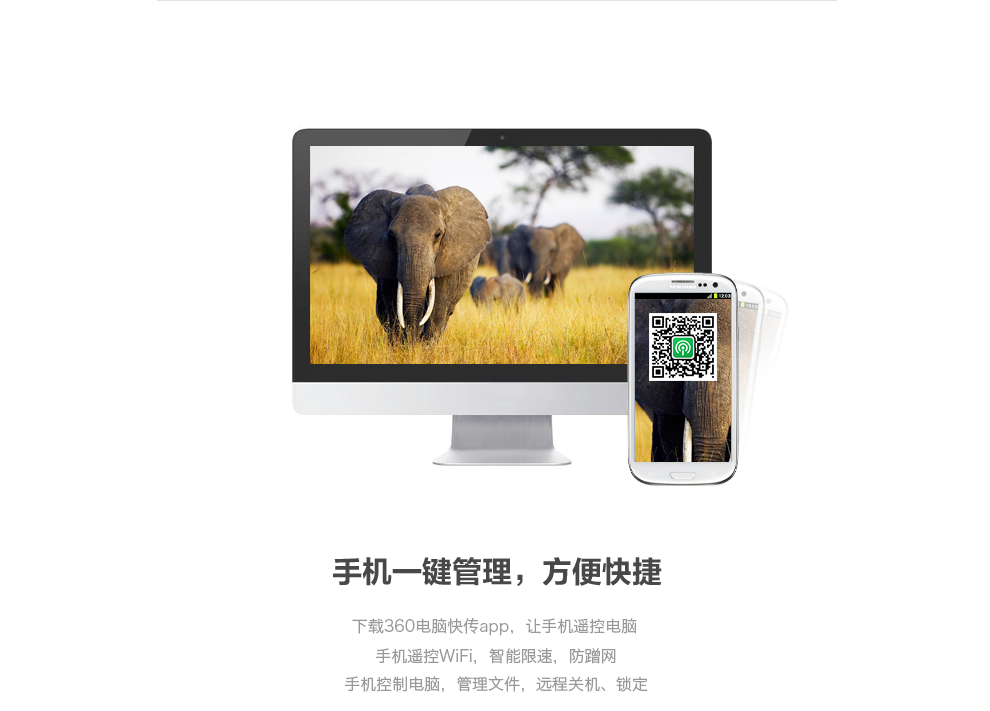 SAMSUNG
12:03
手机一键管理，方便快捷
下载360电脑快传app，让手机遥控电脑
手机遥控WiFi，智能限速，防蹭网
手机控制电脑，管理文件，远程关机、锁定